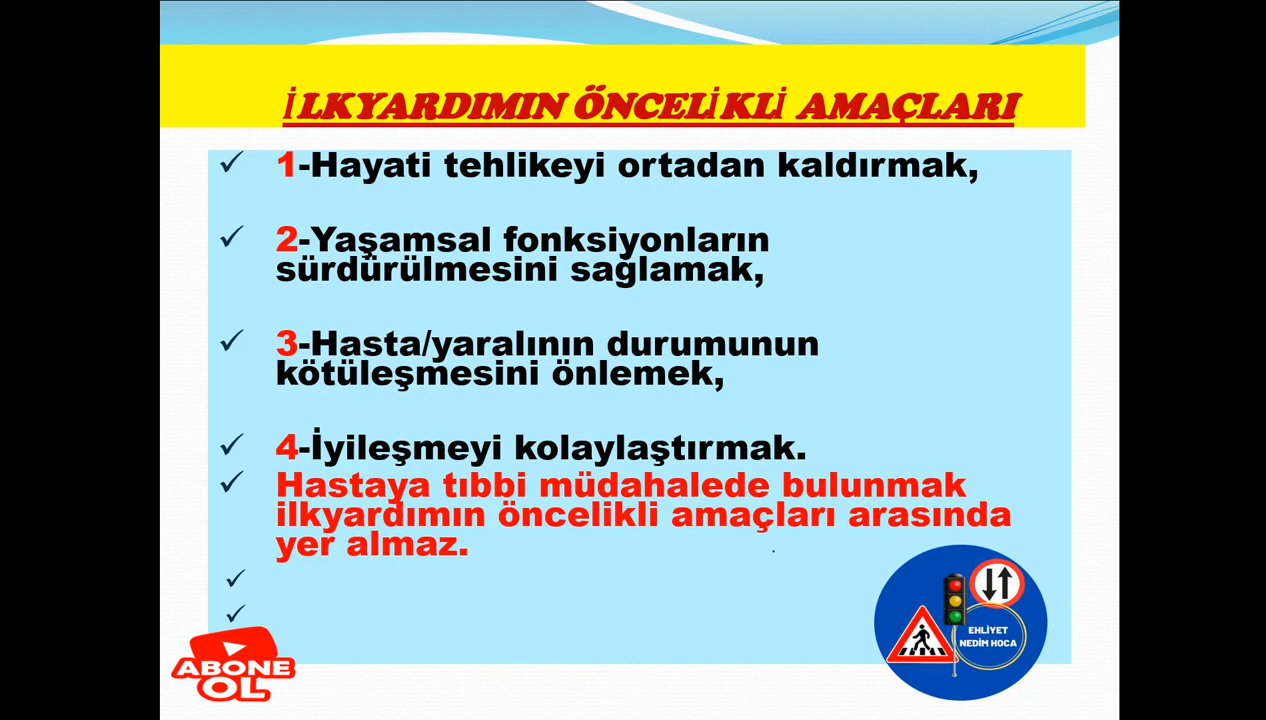 İLKYARDIMIN ÖNCELİKLİ AMAÇLARI
1-Hayati tehlikeyi ortadan kaldırmak,
2-Yaşamsal fonksiyonların
sürdürülmesini sağlamak,
3-Hasta/yaralının durumunun
kötüleşmesini önlemek,
4-İyileşmeyi kolaylaştırmak.
Hastaya tıbbi müdahalede bulunmak
ilkyardımın öncelikli amaçları arasında
yer almaz.
EHLİYET
NEDİM HOCA
ABONE
OL